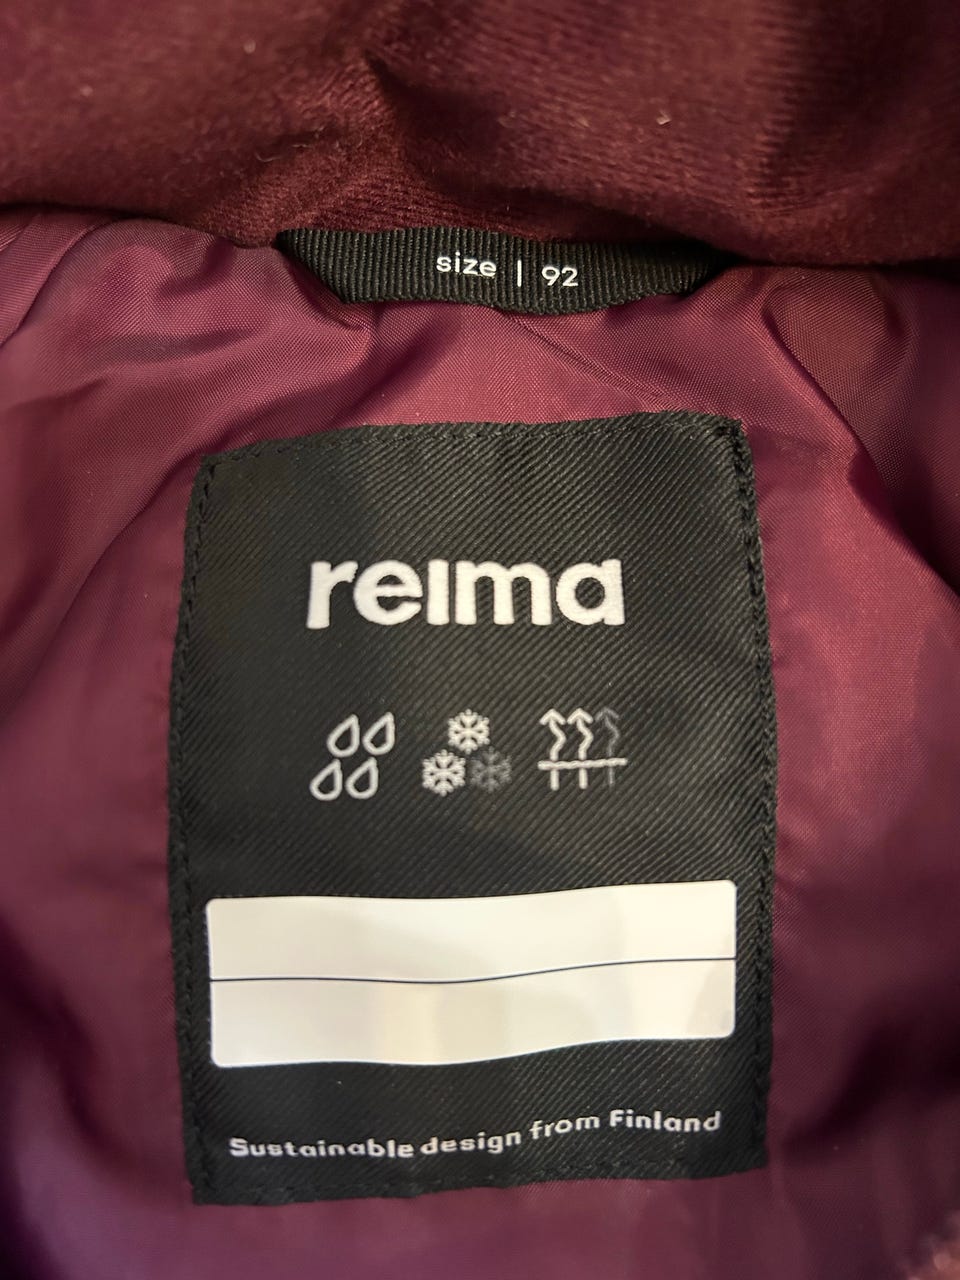 size | 92
reima
Sustainable design from Finland